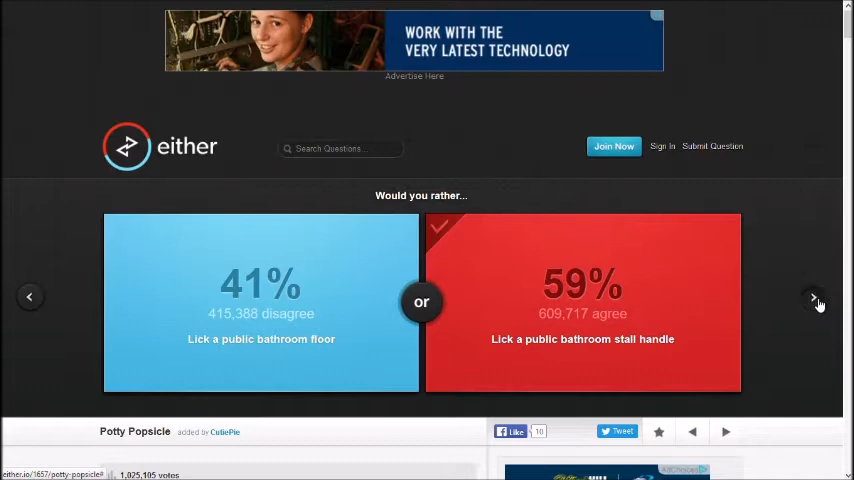 WORK WITH THE
VERY LATEST TECHNOLOGY
Advertise Here
either
Search Questions...
Join Now
Sign In
Submit Question
Would you rather...
41%
415,388 disagree
Lick a public bathroom floor
or
59%
609,717 agree
Lick a public bathroom stall handle
Potty Popsicle
added by CutiePie
Like
10
Tweet
either.io/1657/potty-popsicle#
1,025,105 votes
AdChoices